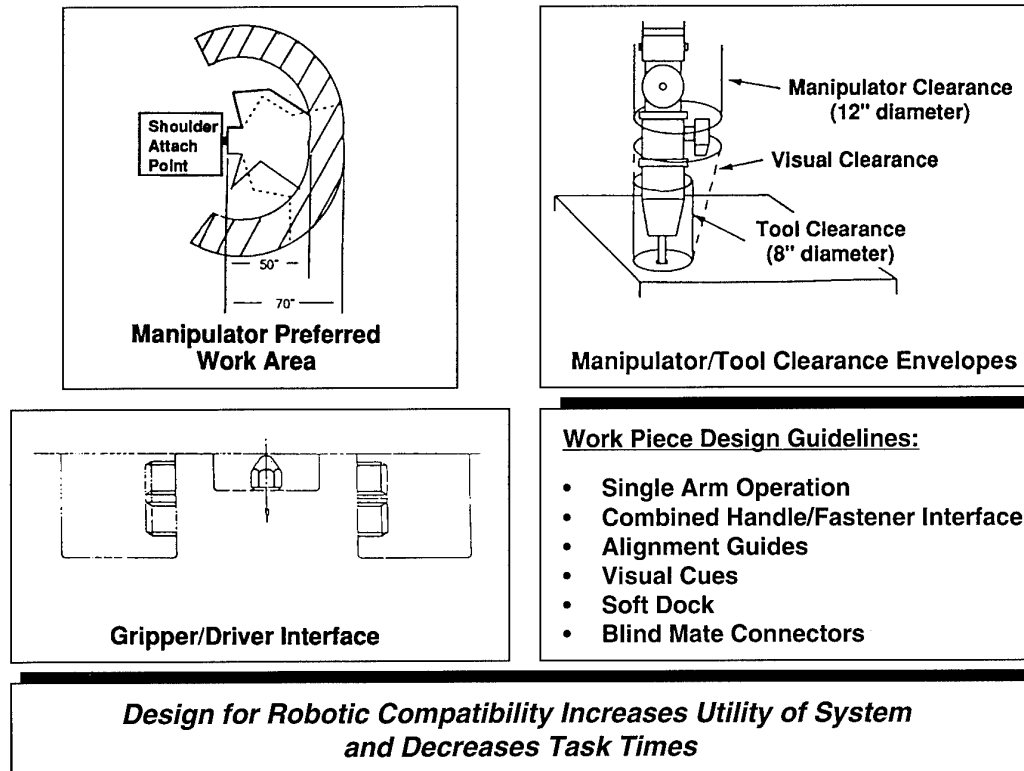 Shoulder
Attach
Point
50"
70"
Manipulator Preferred
Work Area
Manipulator Clearance
(12" diameter)
Visual Clearance
Tool Clearance
(8" diameter)
Manipulator/Tool Clearance Envelopes
Gripper/Driver Interface
Work Piece Design Guidelines:
• Single Arm Operation
• Combined Handle/Fastener Interface
• Alignment Guides
• Visual Cues
• Soft Dock
• Blind Mate Connectors
Design for Robotic Compatibility Increases Utility of System
and Decreases Task Times